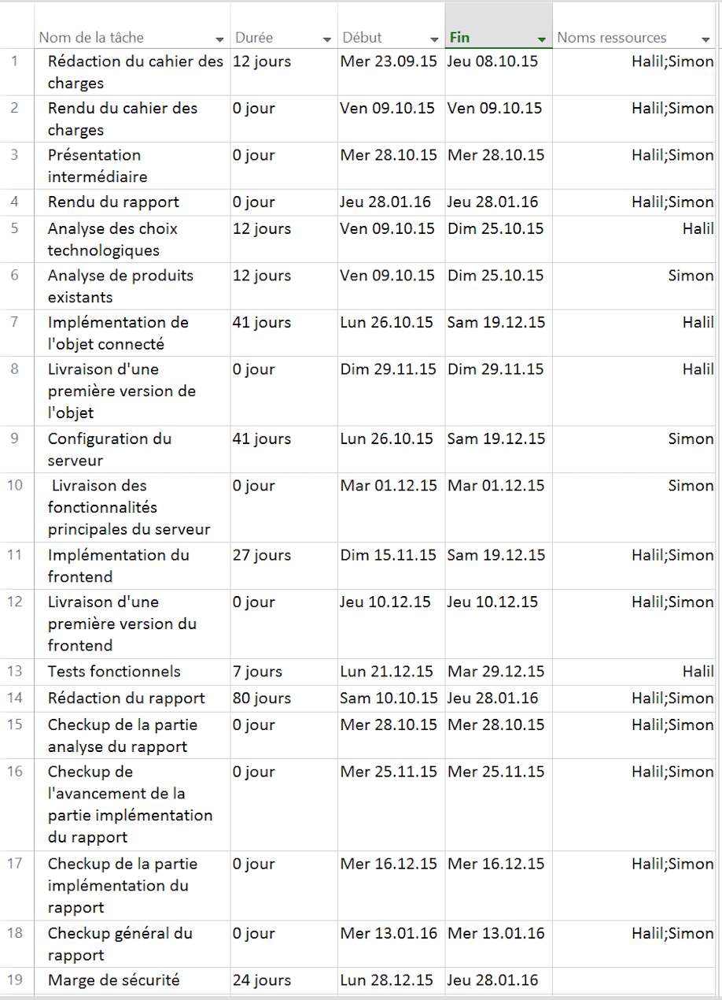 Nom de la tâche Durée Début Fin Noms ressources
1 Rédaction du cahier des 12 jours Mer 23.09.15 Jeu 08.10.15 Halil;Simon
charges
2 Rendu du cahier des 0 jour Ven 09.10.15 Ven 09.10.15 Halil;Simon
charges
3 Présentation 0 jour Mer 28.10.15 Mer 28.10.15 Halil;Simon
intermédiaire
4 Rendu du rapport 0 jour Jeu 28.01.16 Jeu 28.01.16 Halil;Simon
5 Analyse des choix 12 jours Ven 09.10.15 Dim 25.10.15 Halil
technologiques
6 Analyse de produits 12 jours Ven 09.10.15 Dim 25.10.15 Simon
existants
7 Implémentation de 41 jours Lun 26.10.15 Sam 19.12.15 Halil
l'objet connecté
8 Livraison d'une 0 jour Dim 29.11.15 Dim 29.11.15 Halil
première version de
l'objet
9 Configuration du 41 jours Lun 26.10.15 Sam 19.12.15 Simon
serveur
10 Livraison des 0 jour Mar 01.12.15 Mar 01.12.15 Simon
fonctionnalités
principales du serveur
11 Implémentation du 27 jours Dim 15.11.15 Sam 19.12.15 Halil;Simon
frontend
12 Livraison d'une 0 jour Jeu 10.12.15 Jeu 10.12.15 Halil;Simon
première version du
frontend
13 Tests fonctionnels 7 jours Lun 21.12.15 Mar 29.12.15 Halil
14 Rédaction du rapport 80 jours Sam 10.10.15 Jeu 28.01.16 Halil;Simon
15 Checkup de la partie 0 jour Mer 28.10.15 Mer 28.10.15 Halil;Simon
analyse du rapport
16 Checkup de 0 jour Mer 25.11.15 Mer 25.11.15 Halil;Simon
l'avancement de la
partie implémentation
du rapport
17 Checkup de la partie 0 jour Mer 16.12.15 Mer 16.12.15 Halil;Simon
implémentation du
rapport
18 Checkup général du 0 jour Mer 13.01.16 Mer 13.01.16 Halil;Simon
rapport
19 Marge de sécurité 24 jours Lun 28.12.15 Jeu 28.01.16